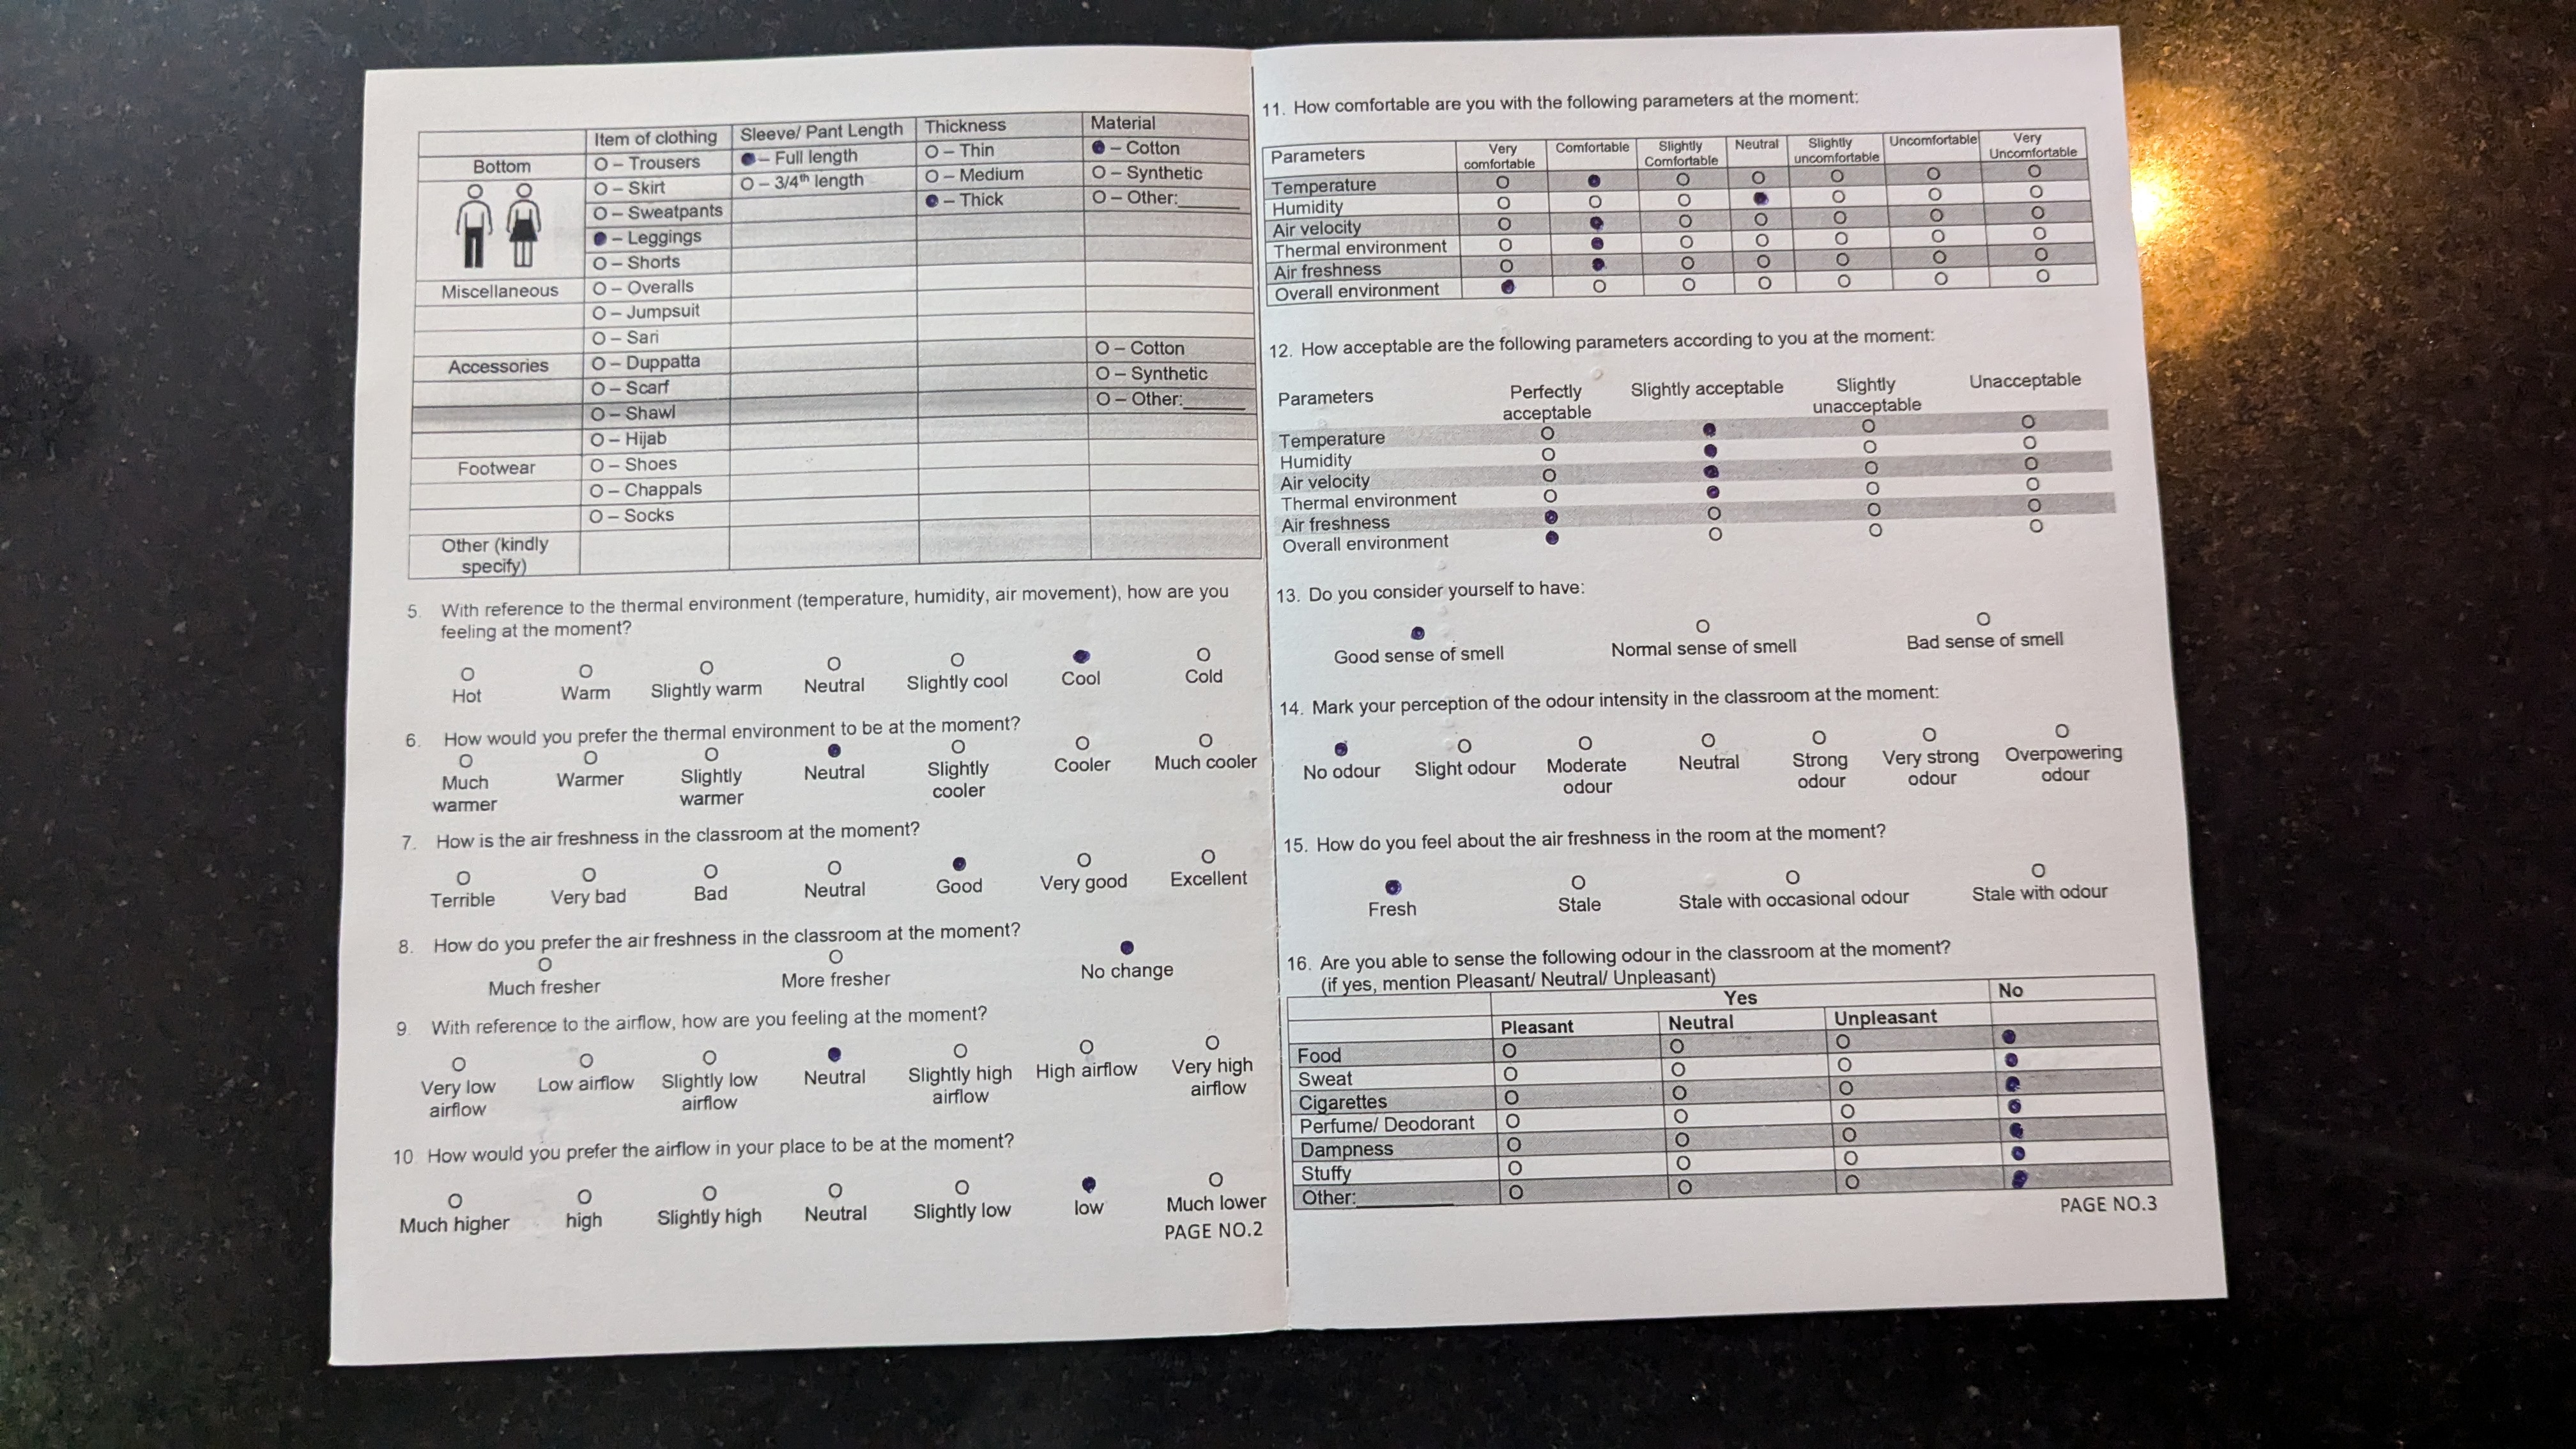 Item of clothing Sleeve/ Pant Length Thickness Material
Bottom O – Trousers ● – Full length O – Thin ● – Cotton
O – Skirt O – 3/4th length O – Medium O – Synthetic
O – Sweatpants ● – Thick O – Other:______
● – Leggings
O – Shorts
Miscellaneous O – Overalls
O – Jumpsuit
O – Sari
Accessories O – Duppatta O – Cotton
O – Scarf O – Synthetic
O – Shawl O – Other:______
O – Hijab
Footwear O – Shoes
O – Chappals
O – Socks
Other (kindly
specify)
5. With reference to the thermal environment (temperature, humidity, air movement), how are you
feeling at the moment?
O O O O O ● O
Hot Warm Slightly warm Neutral Slightly cool Cool Cold
6. How would you prefer the thermal environment to be at the moment?
O O O ● O O O
Much Warmer Slightly Neutral Slightly Cooler Much cooler
warmer warmer cooler
7. How is the air freshness in the classroom at the moment?
O O O O ● O O
Terrible Very bad Bad Neutral Good Very good Excellent
8. How do you prefer the air freshness in the classroom at the moment?
O O ●
Much fresher More fresher No change
9. With reference to the airflow, how are you feeling at the moment?
O O O ● O O O
Very low Low airflow Slightly low Neutral Slightly high High airflow Very high
airflow airflow airflow airflow
10. How would you prefer the airflow in your place to be at the moment?
O O O O O ● O
Much higher high Slightly high Neutral Slightly low low Much lower
PAGE NO.2
11. How comfortable are you with the following parameters at the moment:
Parameters Very Comfortable Slightly Neutral Slightly Uncomfortable Very
comfortable Comfortable uncomfortable Uncomfortable
Temperature O ● O O O O O
Humidity O O O ● O O O
Air velocity O ● O O O O O
Thermal environment O ● O O O O O
Air freshness O ● O O O O O
Overall environment ● O O O O O O
12. How acceptable are the following parameters according to you at the moment:
Parameters Perfectly Slightly acceptable Slightly Unacceptable
acceptable unacceptable
Temperature O ● O O
Humidity O ● O O
Air velocity O ● O O
Thermal environment O ● O O
Air freshness ● O O O
Overall environment ● O O O
13. Do you consider yourself to have:
● O O
Good sense of smell Normal sense of smell Bad sense of smell
14. Mark your perception of the odour intensity in the classroom at the moment:
● O O O O O O
No odour Slight odour Moderate Neutral Strong Very strong Overpowering
odour odour odour odour
15. How do you feel about the air freshness in the room at the moment?
● O O O
Fresh Stale Stale with occasional odour Stale with odour
16. Are you able to sense the following odour in the classroom at the moment?
(if yes, mention Pleasant/ Neutral/ Unpleasant)
Yes No
Pleasant Neutral Unpleasant
Food O O O ●
Sweat O O O ●
Cigarettes O O O ●
Perfume/ Deodorant O O O ●
Dampness O O O ●
Stuffy O O O ●
Other:__________ O O O ●
PAGE NO.3